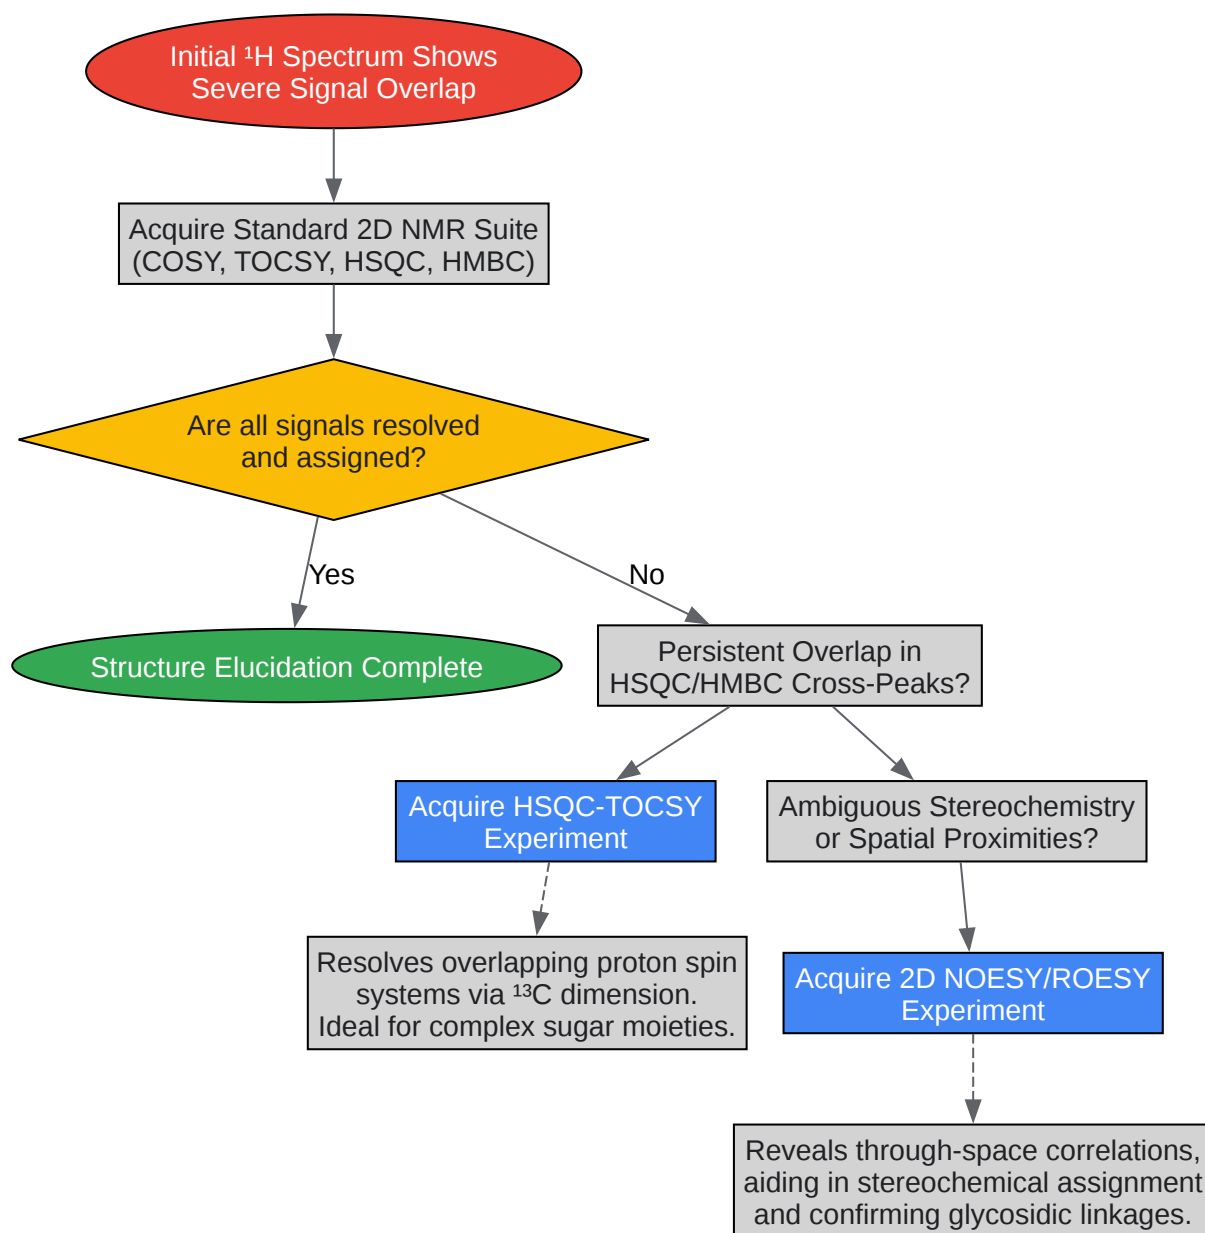 Initial ¹H Spectrum Shows
Severe Signal Overlap
Acquire Standard 2D NMR Suite
(COSY, TOCSY, HSQC, HMBC)
Are all signals resolved
and assigned?
Yes
No
Structure Elucidation Complete
Persistent Overlap in
HSQC/HMBC Cross-Peaks?
Acquire HSQC-TOCSY
Experiment
Ambiguous Stereochemistry
or Spatial Proximities?
Resolves overlapping proton spin
systems via ¹³C dimension.
Ideal for complex sugar moieties.
Acquire 2D NOESY/ROESY
Experiment
Reveals through-space correlations,
aiding in stereochemical assignment
and confirming glycosidic linkages.